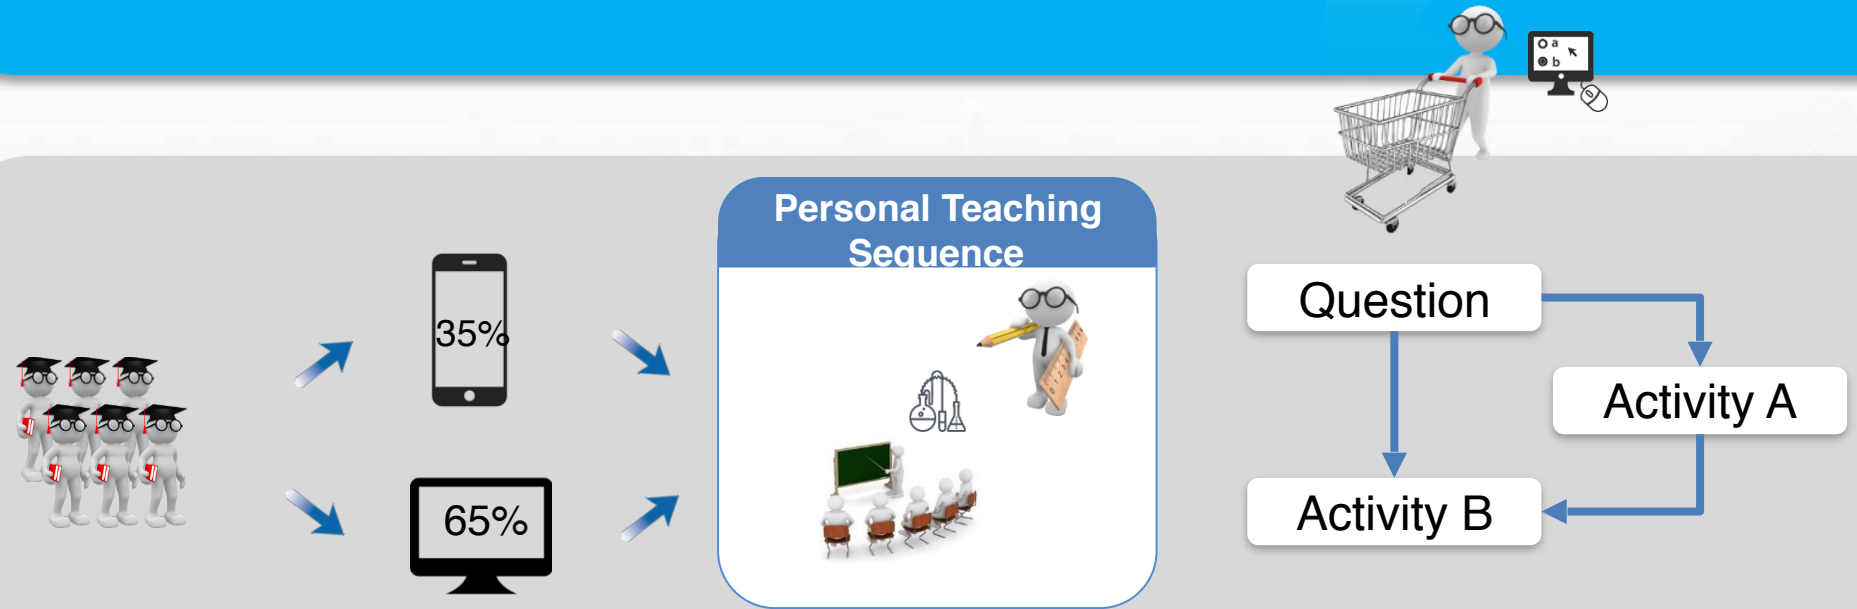 a
b
Personal Teaching
Sequence
35%
65%
Question
Activity A
Activity B